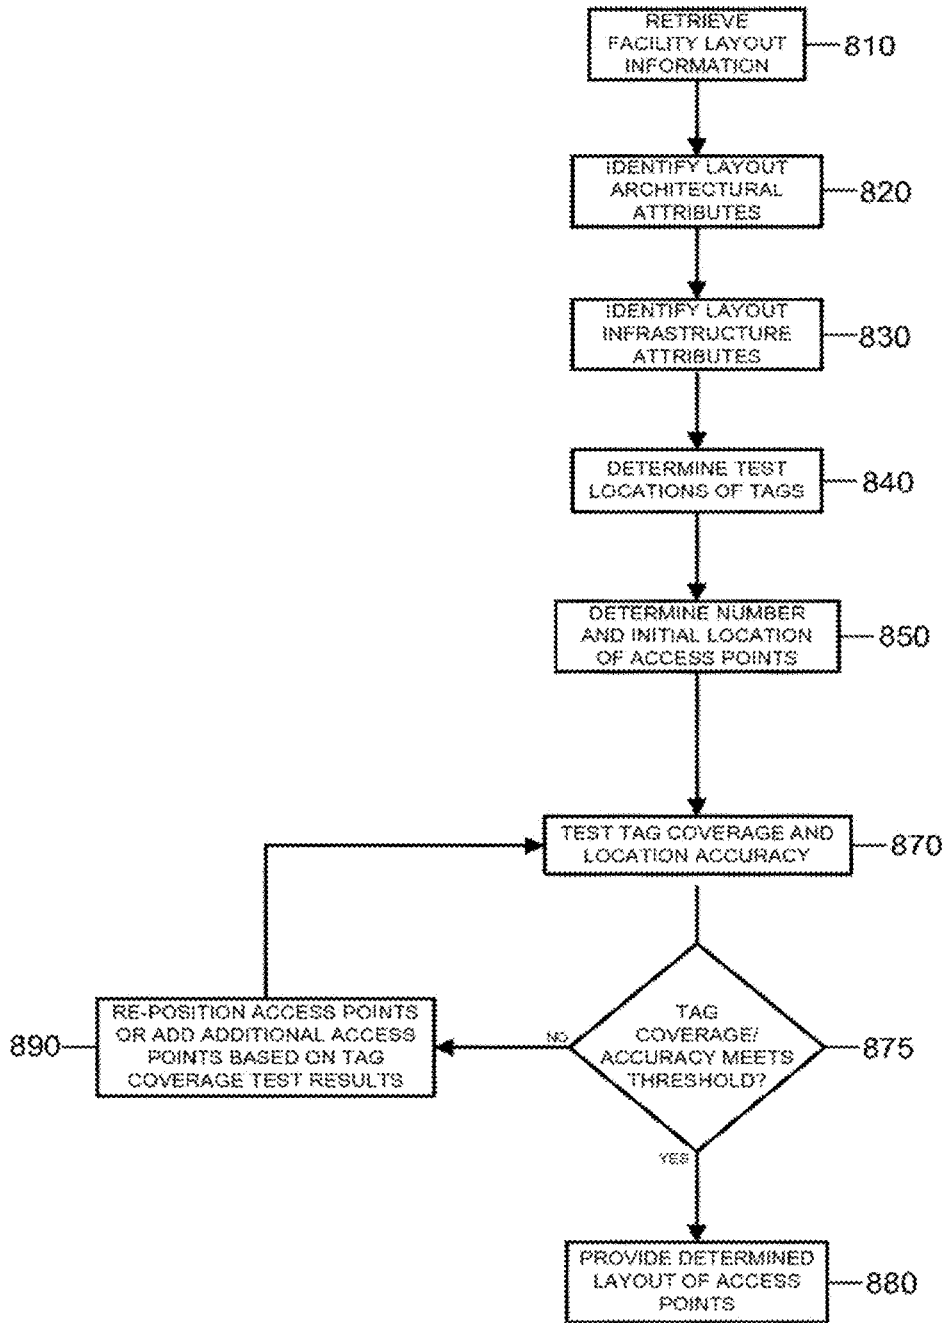 RETRIEVE
FACILITY LAYOUT
INFORMATION
810
IDENTIFY LAYOUT
ARCHITECTURAL
ATTRIBUTES
820
IDENTIFY LAYOUT
INFRASTRUCTURE
ATTRIBUTES
830
DETERMINE TEST
LOCATIONS OF TAGS
840
DETERMINE NUMBER
AND INITIAL LOCATION
OF ACCESS POINTS
850
TEST TAG COVERAGE AND
LOCATION ACCURACY
870
TAG
COVERAGE/
ACCURACY MEETS
THRESHOLD?
875
NO
RE-POSITION ACCESS POINTS
OR ADD ADDITIONAL ACCESS
POINTS BASED ON TAG
COVERAGE TEST RESULTS
890
YES
PROVIDE DETERMINED
LAYOUT OF ACCESS
POINTS
880